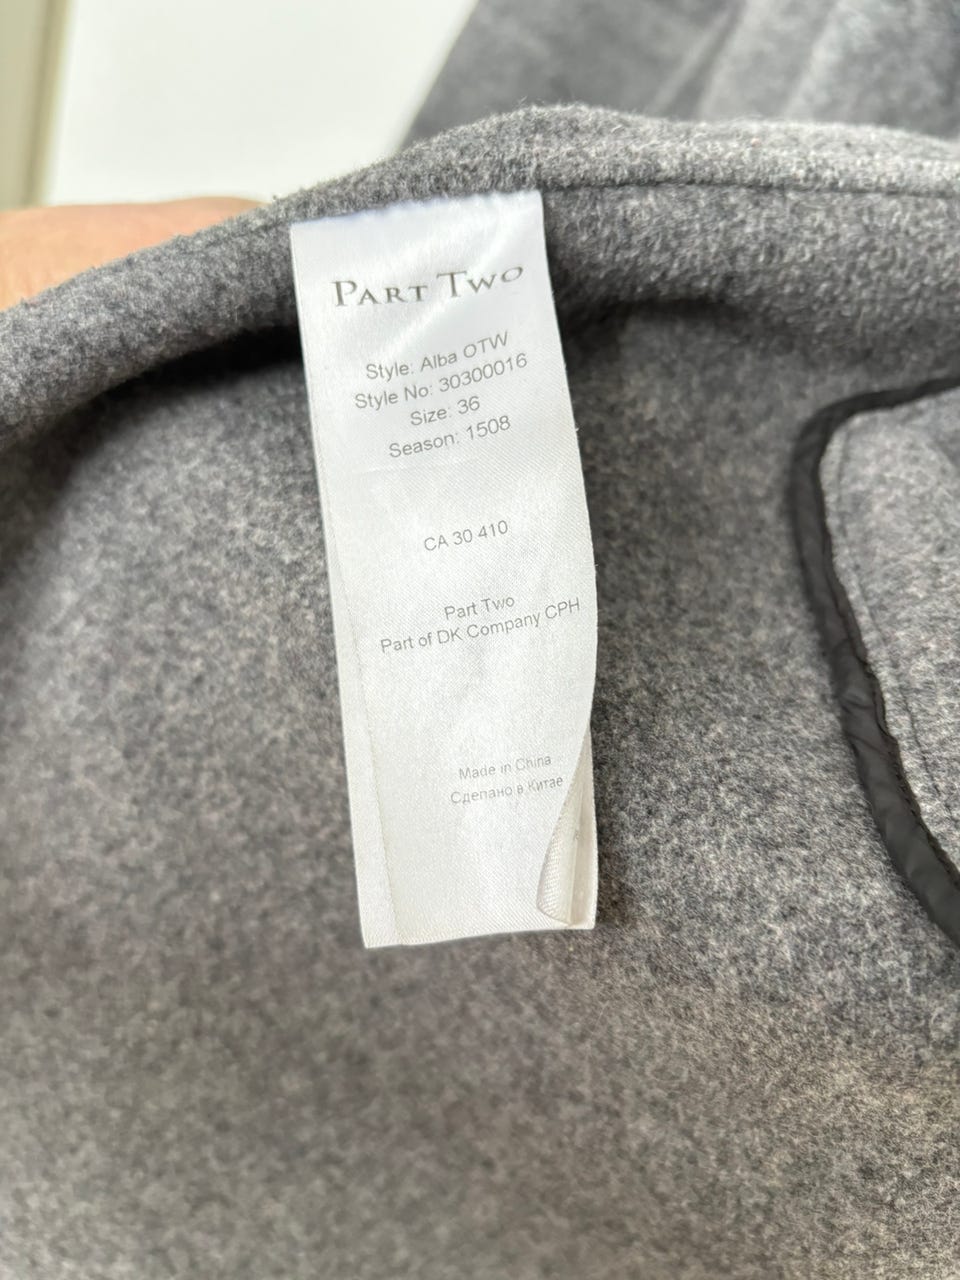 PART TWO
Style: Alba OTW
Style No: 30300016
Size: 36
Season: 1508
CA 30 410
Part Two
Part of DK Company CPH
Made in China
Сделано в Китае